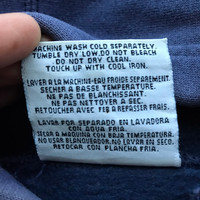 MACHINE WASH COLD SEPARATELY,
TUMBLE DRY LOW. DO NOT BLEACH
DO NOT DRY CLEAN.
TOUCH UP WITH COOL IRON.
LAVER A LA MACHINE-EAU FROIDE SEPAREMENT
SECHER A BASSE TEMPERATURE.
NE PAS DE BLANCHISSANT.
NE PAS NETTOYER A SEC.
RETOUCHER AVEC FER A REPASSER FRAIS.
LAVAR POR SEPARADO EN LAVADORA
CON AGUA FRIA.
SECAR A MAQUINA CON BAJA TEMPERATURA.
NO USAR BLANQUEADOR. NO LAVAR EN SECO.
RETOCAR CON PLANCHA FRIA.